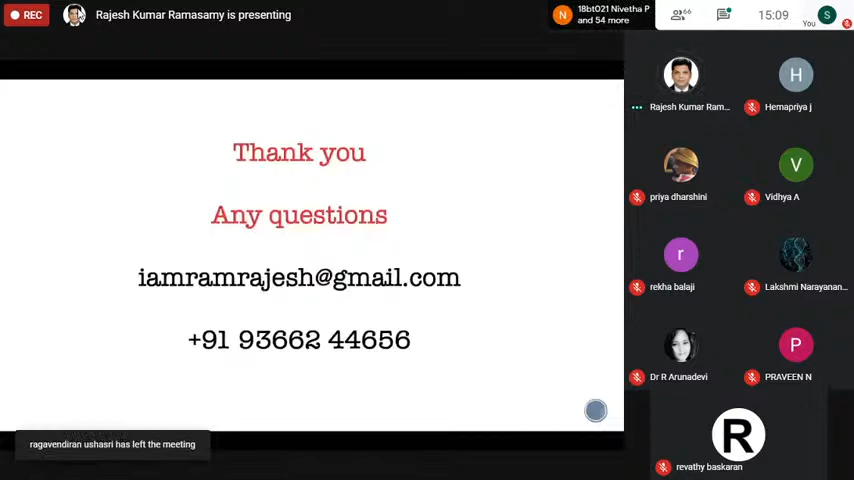 REC
Rajesh Kumar Ramasamy is presenting
N
18bt021 Nivetha P
and 54 more
66
15:09
You
S
Thank you
Any questions
iamramrajesh@gmail.com
+91 93662 44656
ragavendiran ushasri has left the meeting
Rajesh Kumar Ram...
H
Hemapriya j
priya dharshini
V
Vidhya A
r
rekha balaji
Lakshmi Narayanan...
Dr R Arunadevi
P
PRAVEEN N
R
revathy baskaran